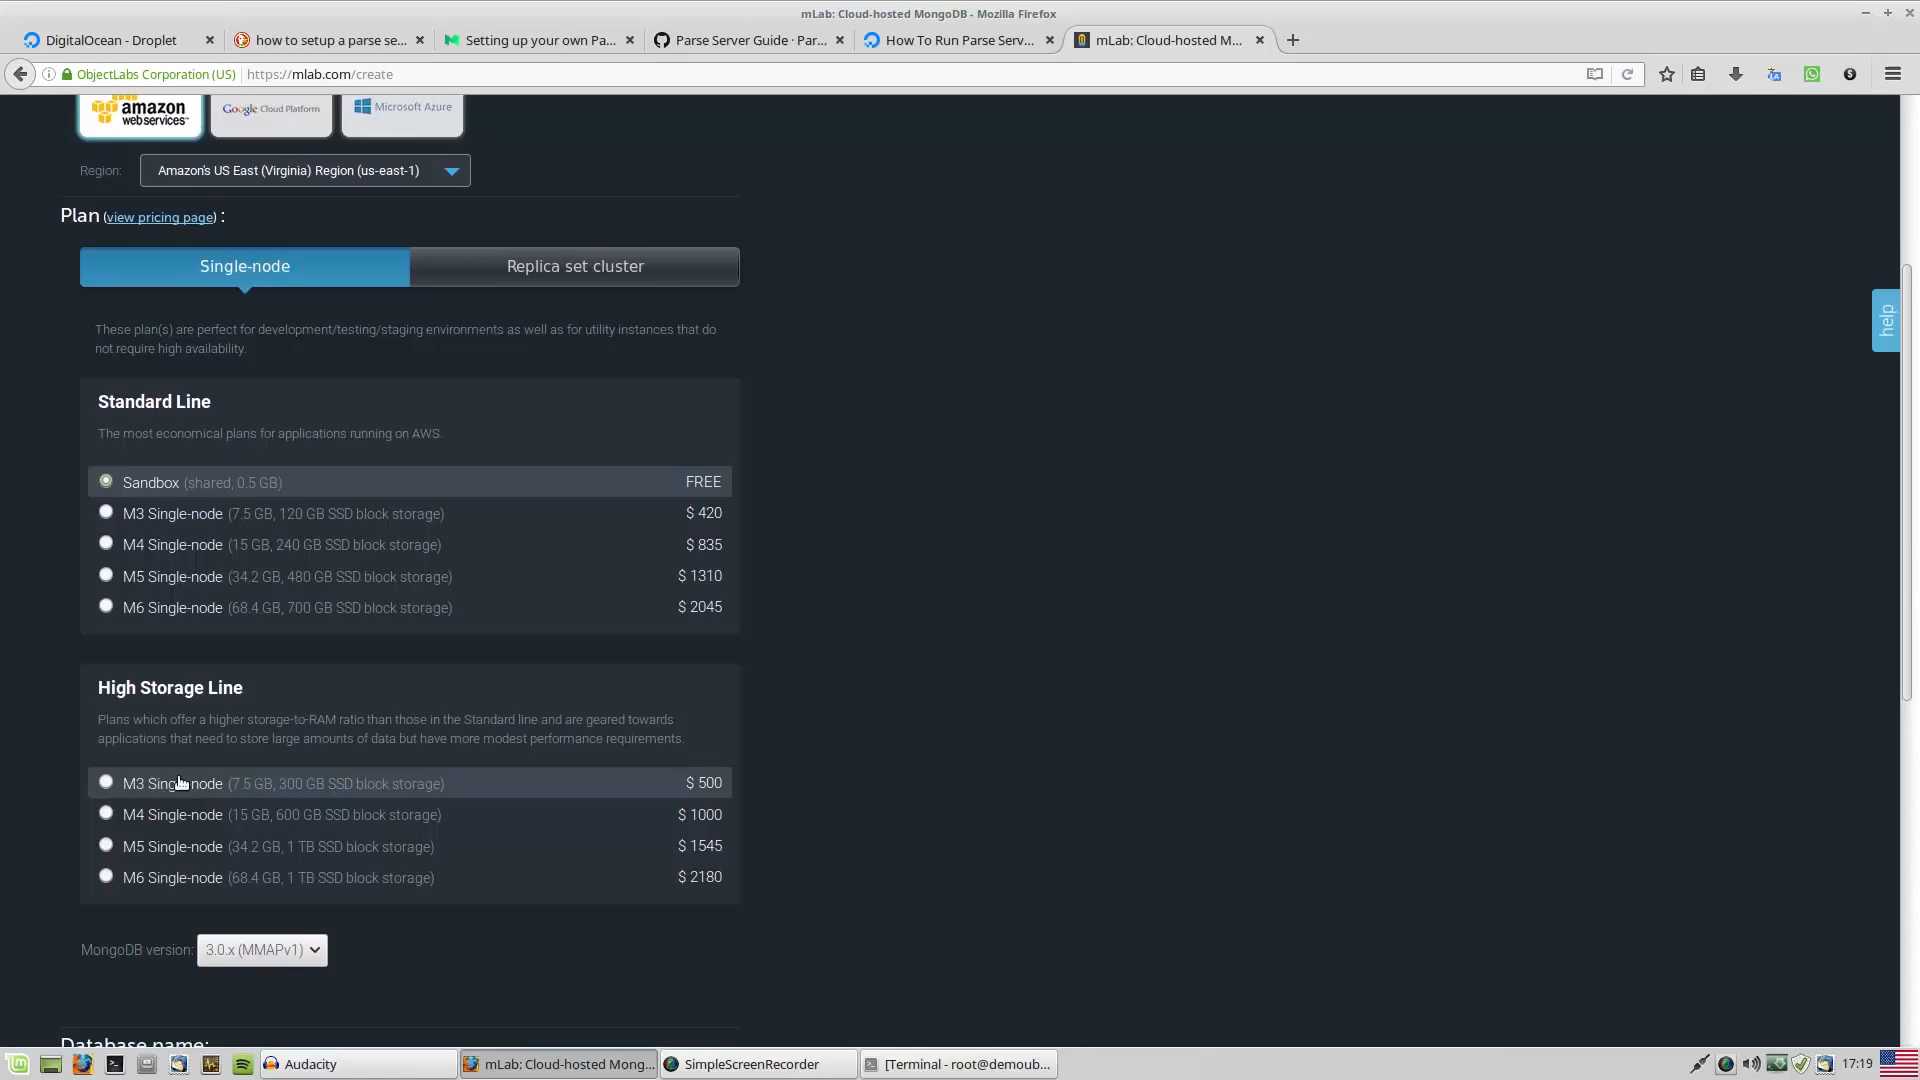 mLab: Cloud-hosted MongoDB - Mozilla Firefox
DigitalOcean - Droplet
how to setup a parse se...
Setting up your own Pa...
Parse Server Guide · Par...
How To Run Parse Serv...
mLab: Cloud-hosted M...
ObjectLabs Corporation (US)
https://mlab.com/create
amazon
webservices™
Google Cloud Platform
Microsoft Azure
Region:
Amazon's US East (Virginia) Region (us-east-1)
Plan (view pricing page) :
Single-node
Replica set cluster
These plan(s) are perfect for development/testing/staging environments as well as for utility instances that do
not require high availability.
Standard Line
The most economical plans for applications running on AWS.
Sandbox (shared, 0.5 GB) FREE
M3 Single-node (7.5 GB, 120 GB SSD block storage) $ 420
M4 Single-node (15 GB, 240 GB SSD block storage) $ 835
M5 Single-node (34.2 GB, 480 GB SSD block storage) $ 1310
M6 Single-node (68.4 GB, 700 GB SSD block storage) $ 2045
High Storage Line
Plans which offer a higher storage-to-RAM ratio than those in the Standard line and are geared towards
applications that need to store large amounts of data but have more modest performance requirements.
M3 Single-node (7.5 GB, 300 GB SSD block storage) $ 500
M4 Single-node (15 GB, 600 GB SSD block storage) $ 1000
M5 Single-node (34.2 GB, 1 TB SSD block storage) $ 1545
M6 Single-node (68.4 GB, 1 TB SSD block storage) $ 2180
MongoDB version: 3.0.x (MMAPv1)
Database name:
help
Audacity
mLab: Cloud-hosted Mong...
SimpleScreenRecorder
[Terminal - root@demoub...
17:19